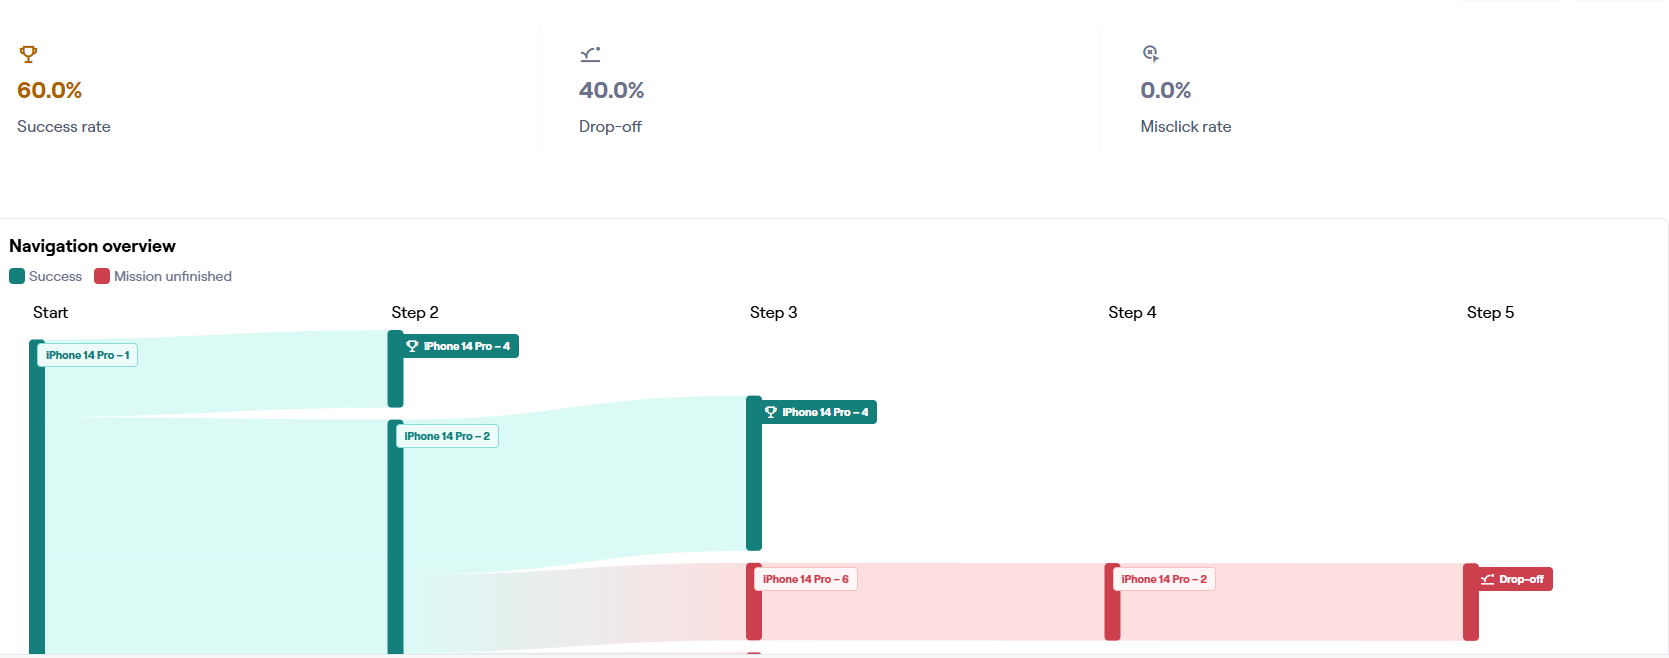 60.0%
Success rate
40.0%
Drop-off
0.0%
Misclick rate
Navigation overview
Success
Mission unfinished
Start
Step 2
Step 3
Step 4
Step 5
iPhone 14 Pro – 1
iPhone 14 Pro – 4
iPhone 14 Pro – 2
iPhone 14 Pro – 4
iPhone 14 Pro – 6
iPhone 14 Pro – 2
Drop-off